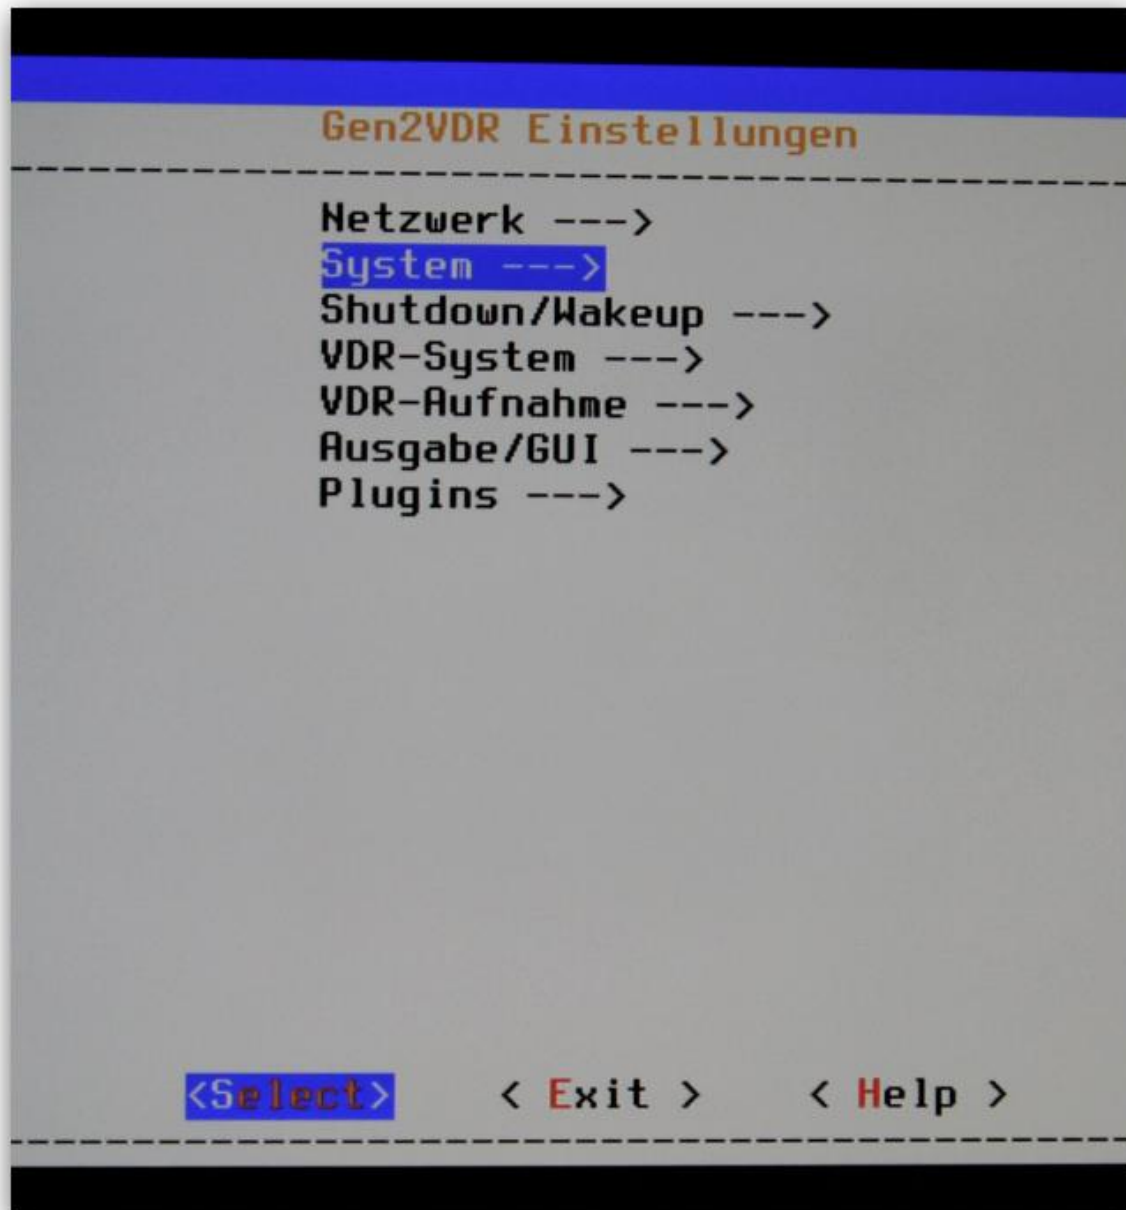 Gen2VDR Einstellungen
Netzwerk --->
System --->
Shutdown/Wakeup --->
VDR-System --->
VDR-Aufnahme --->
Ausgabe/GUI --->
Plugins --->
<Select> < Exit > < Help >